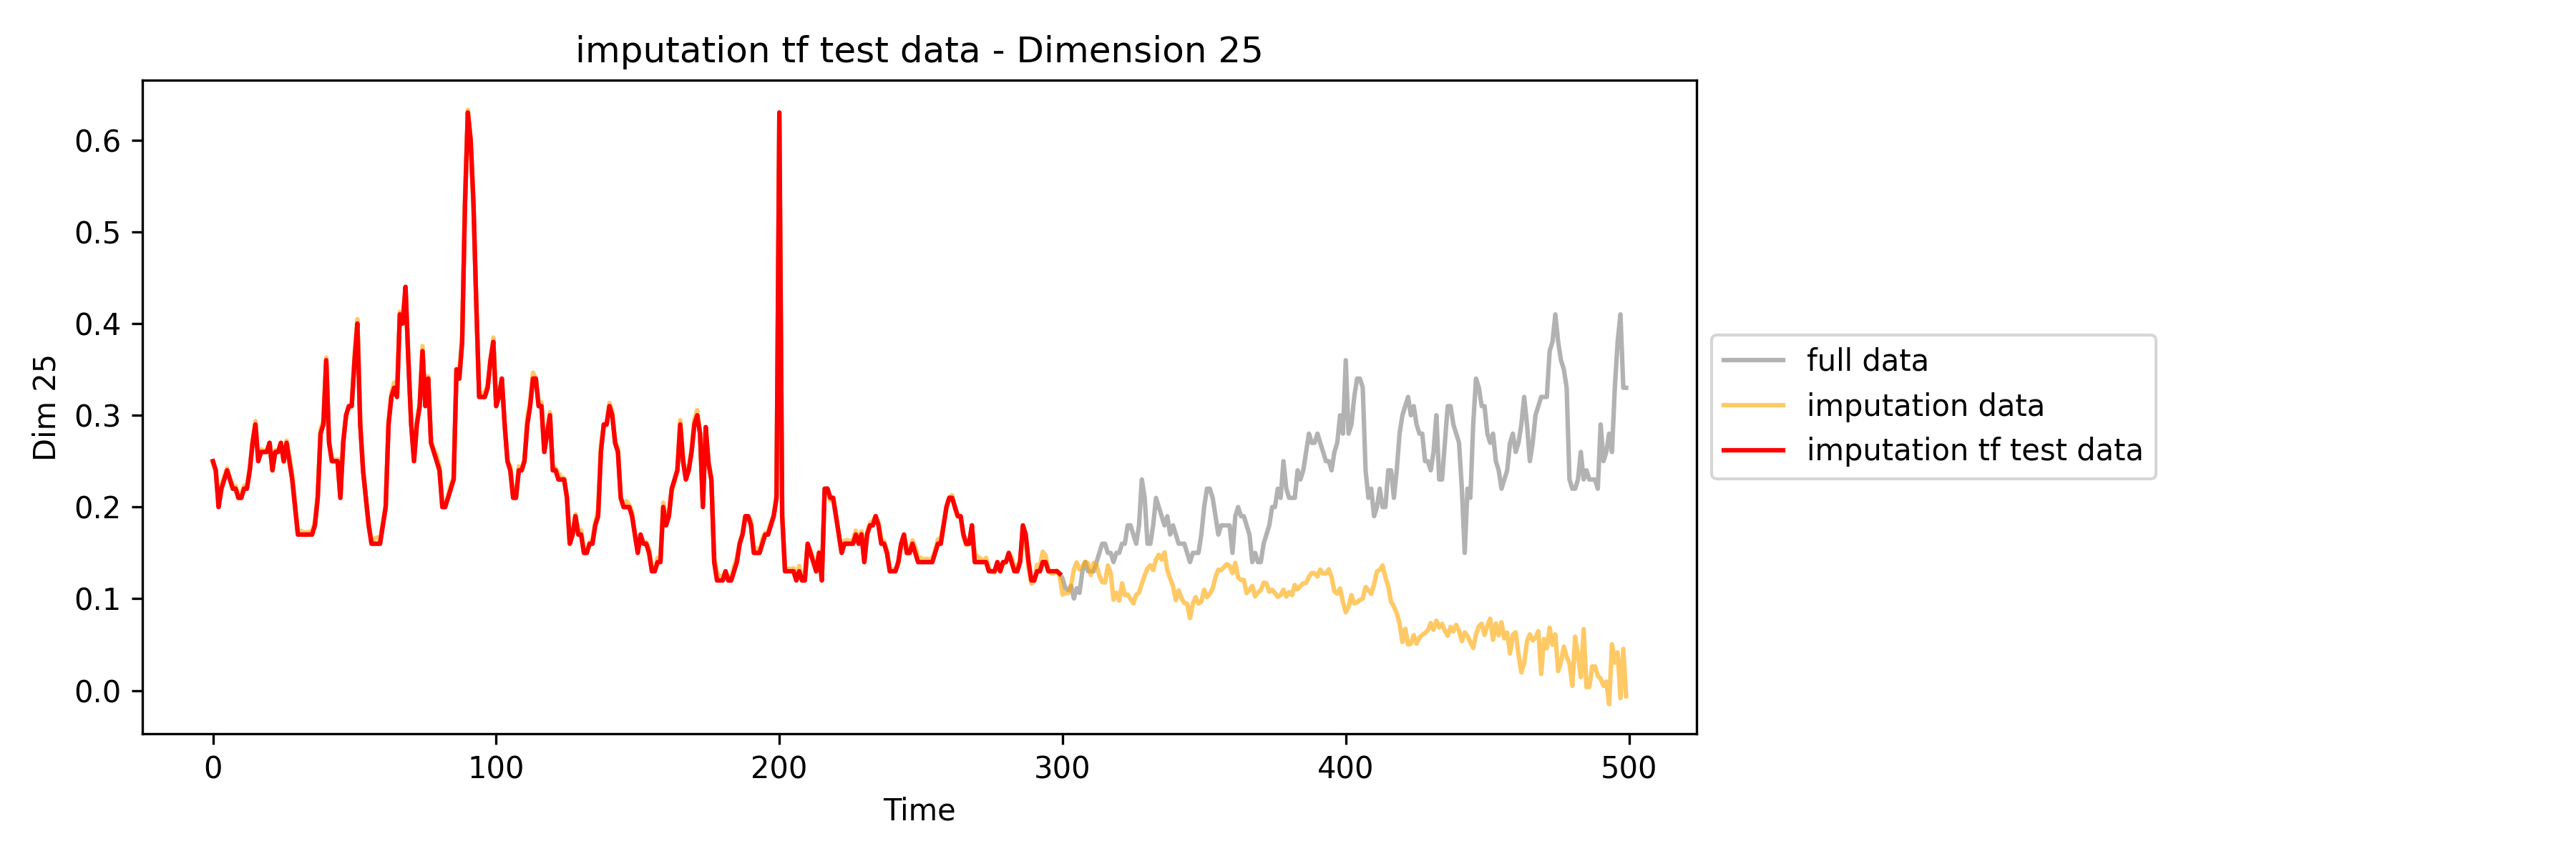 imputation tf test data - Dimension 25
Dim 25
0.6
0.5
0.4
0.3
0.2
0.1
0.0
0 100 200 300 400 500
Time
full data
imputation data
imputation tf test data